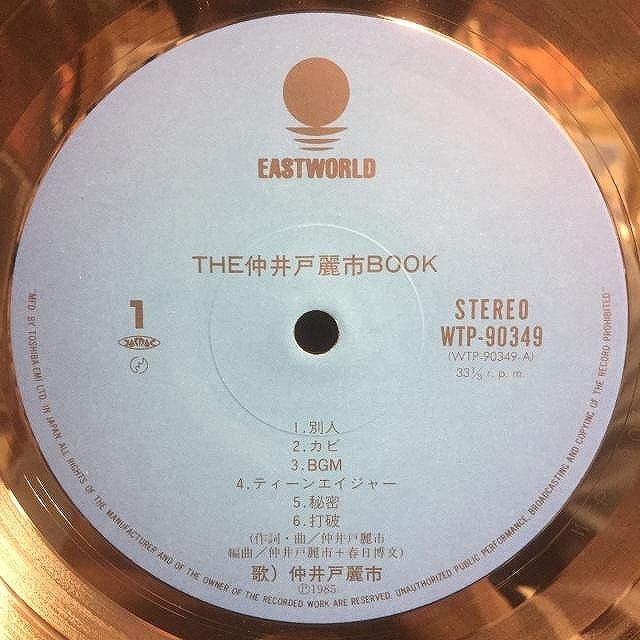 EASTWORLD
THE仲井戸麗市BOOK
1
JASRAC
STEREO
WTP-90349
(WTP-90349-A)
33⅓ r. p. m.
1.別人
2.カビ
3.BGM
4.ティーンエイジャー
5.秘密
6.打破
(作詞・曲／仲井戸麗市
編曲／仲井戸麗市＋春日博文)
歌）仲井戸麗市
Ⓟ1985
MF'D BY TOSHIBA-EMI LTD. IN JAPAN ALL RIGHTS OF THE MANUFACTURER AND OF THE OWNER OF THE RECORDED WORK ARE RESERVED. UNAUTHORIZED PUBLIC PERFORMANCE, BROADCASTING AND COPYING OF THE RECORD PROHIBITED